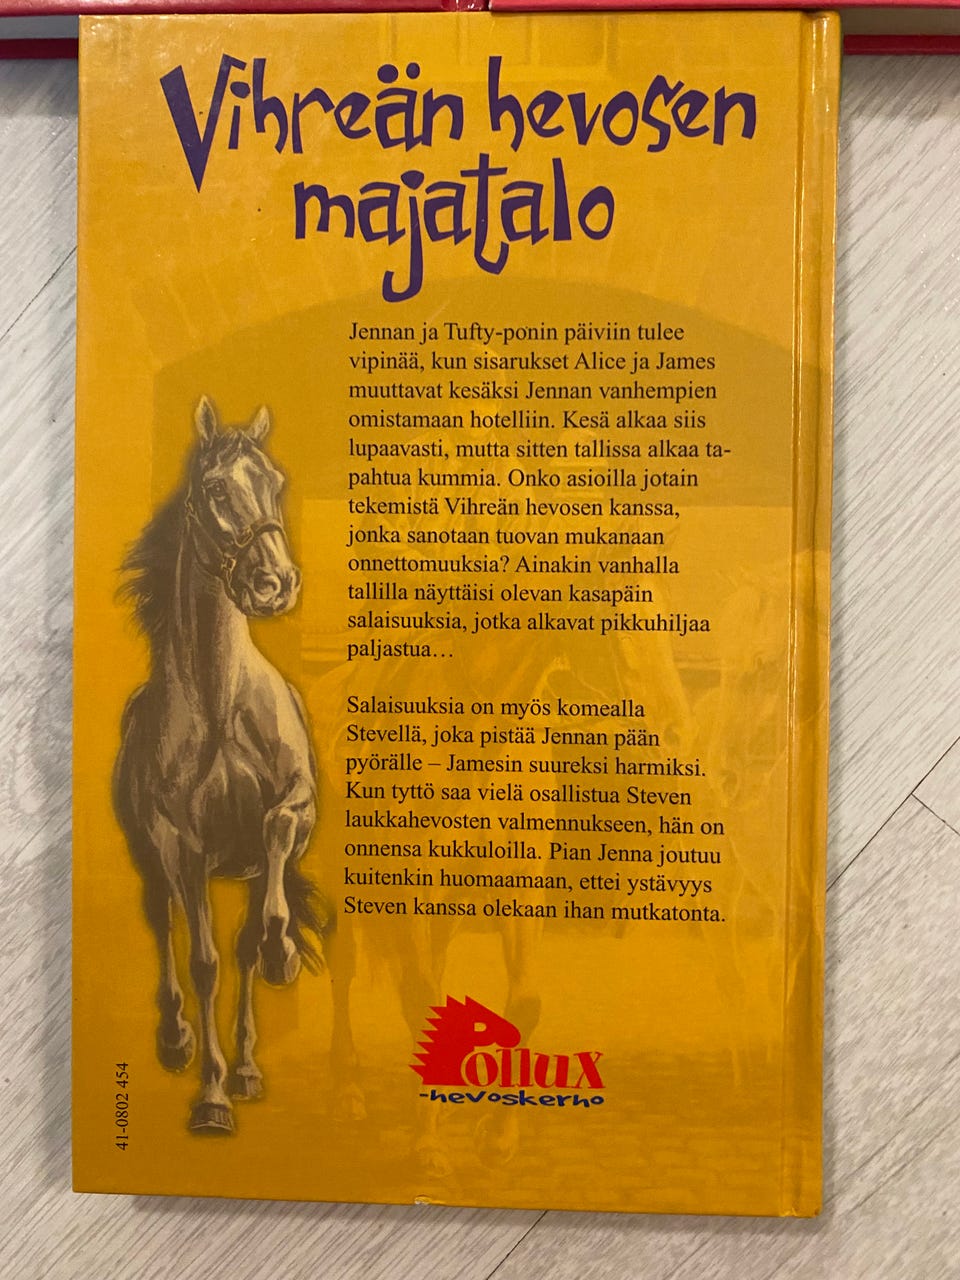 Vihreän hevosen
majatalo
Jennan ja Tufty-ponin päiviin tulee
vipinää, kun sisarukset Alice ja James
muuttavat kesäksi Jennan vanhempien
omistamaan hotelliin. Kesä alkaa siis
lupaavasti, mutta sitten tallissa alkaa ta-
pahtua kummia. Onko asioilla jotain
tekemistä Vihreän hevosen kanssa,
jonka sanotaan tuovan mukanaan
onnettomuuksia? Ainakin vanhalla
tallilla näyttäisi olevan kasapäin
salaisuuksia, jotka alkavat pikkuhiljaa
paljastua…
Salaisuuksia on myös komealla
Stevellä, joka pistää Jennan pään
pyörälle – Jamesin suureksi harmiksi.
Kun tyttö saa vielä osallistua Steven
laukkahevosten valmennukseen, hän on
onnensa kukkuloilla. Pian Jenna joutuu
kuitenkin huomaamaan, ettei ystävyys
Steven kanssa olekaan ihan mutkatonta.
Pollux
-hevoskerho
41-0802 454